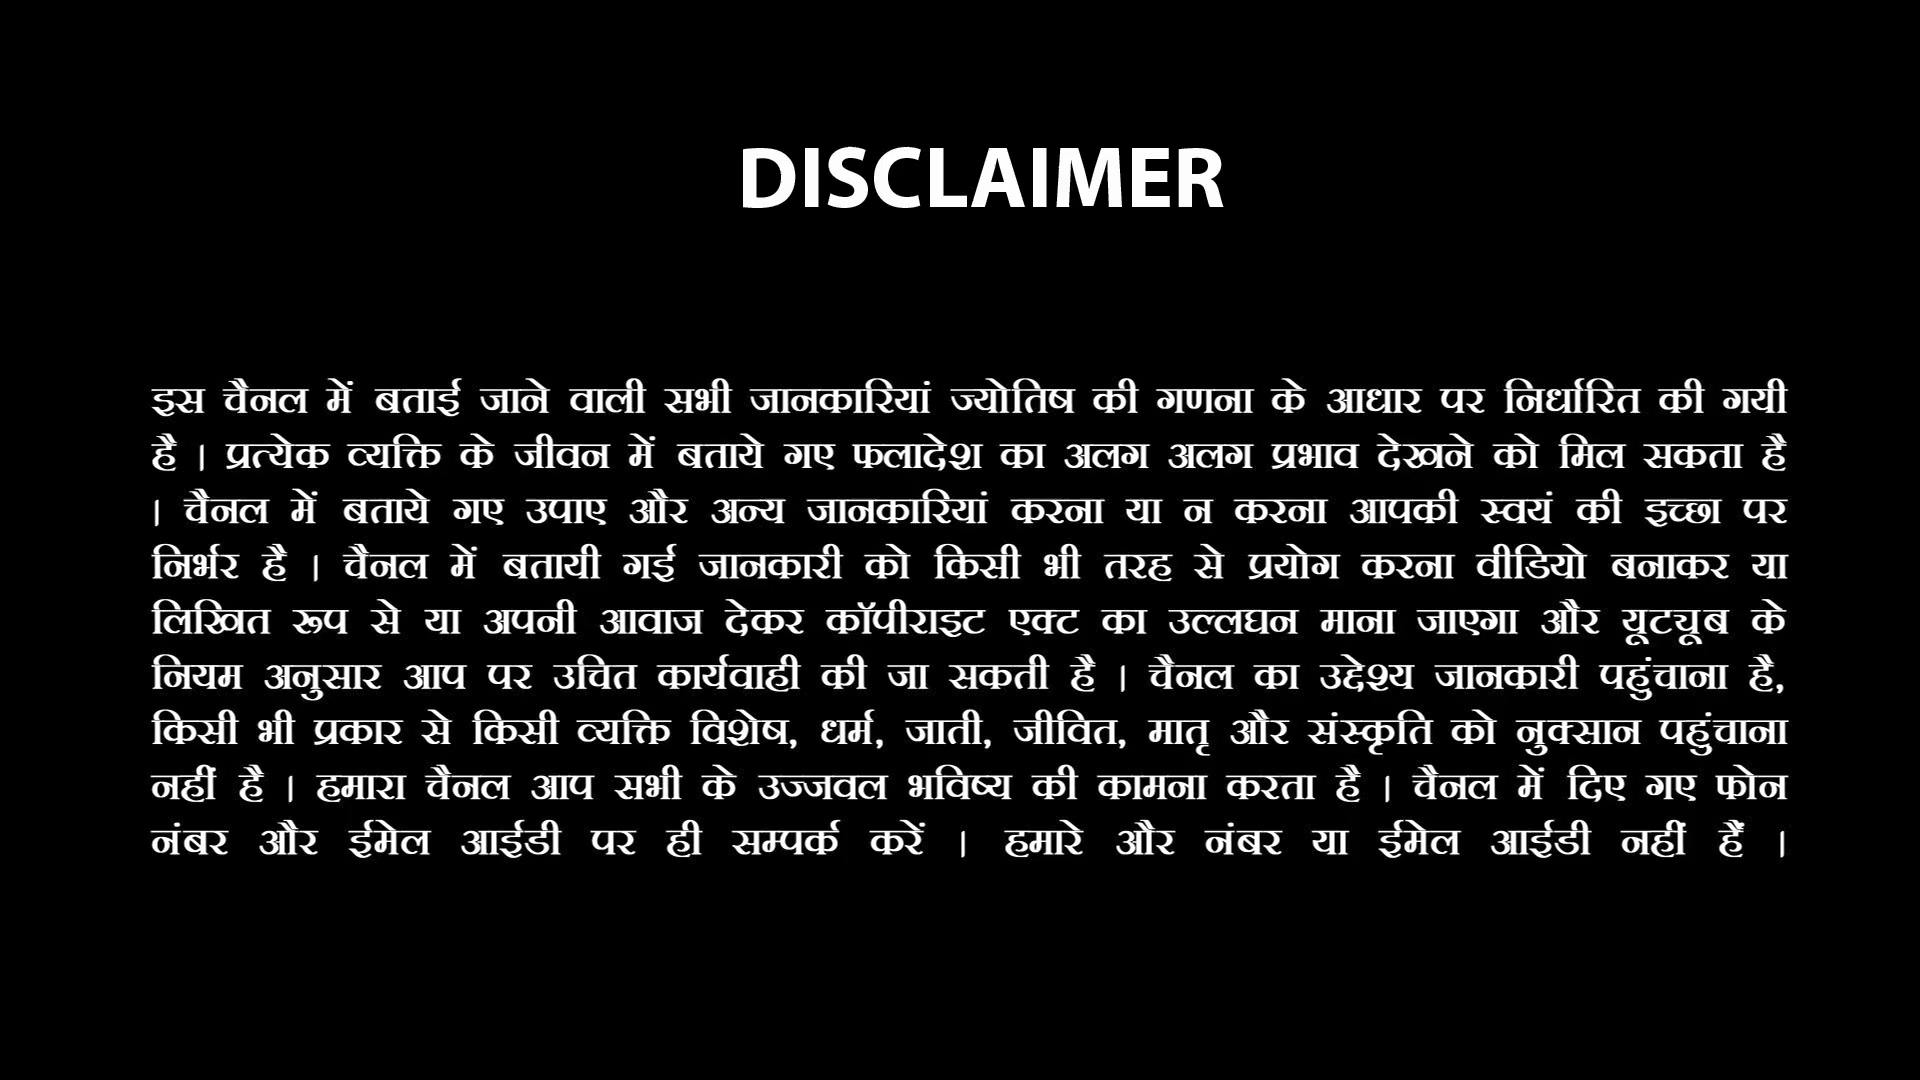 DISCLAIMER
इस चैनल में बताई जाने वाली सभी जानकारियां ज्योतिष की गणना के आधार पर निर्धारित की गयी
है । प्रत्येक व्यक्ति के जीवन में बताये गए फलादेश का अलग अलग प्रभाव देखने को मिल सकता है
। चैनल में बताये गए उपाए और अन्य जानकारियां करना या न करना आपकी स्वयं की इच्छा पर
निर्भर है । चैनल में बतायी गई जानकारी को किसी भी तरह से प्रयोग करना वीडियो बनाकर या
लिखित रूप से या अपनी आवाज देकर कॉपीराइट एक्ट का उल्लघन माना जाएगा और यूट्यूब के
नियम अनुसार आप पर उचित कार्यवाही की जा सकती है । चैनल का उद्देश्य जानकारी पहुंचाना है,
किसी भी प्रकार से किसी व्यक्ति विशेष, धर्म, जाती, जीवित, मातृ और संस्कृति को नुक्सान पहुंचाना
नहीं है । हमारा चैनल आप सभी के उज्जवल भविष्य की कामना करता है । चैनल में दिए गए फोन
नंबर और ईमेल आईडी पर ही सम्पर्क करें । हमारे और नंबर या ईमेल आईडी नहीं हैं ।